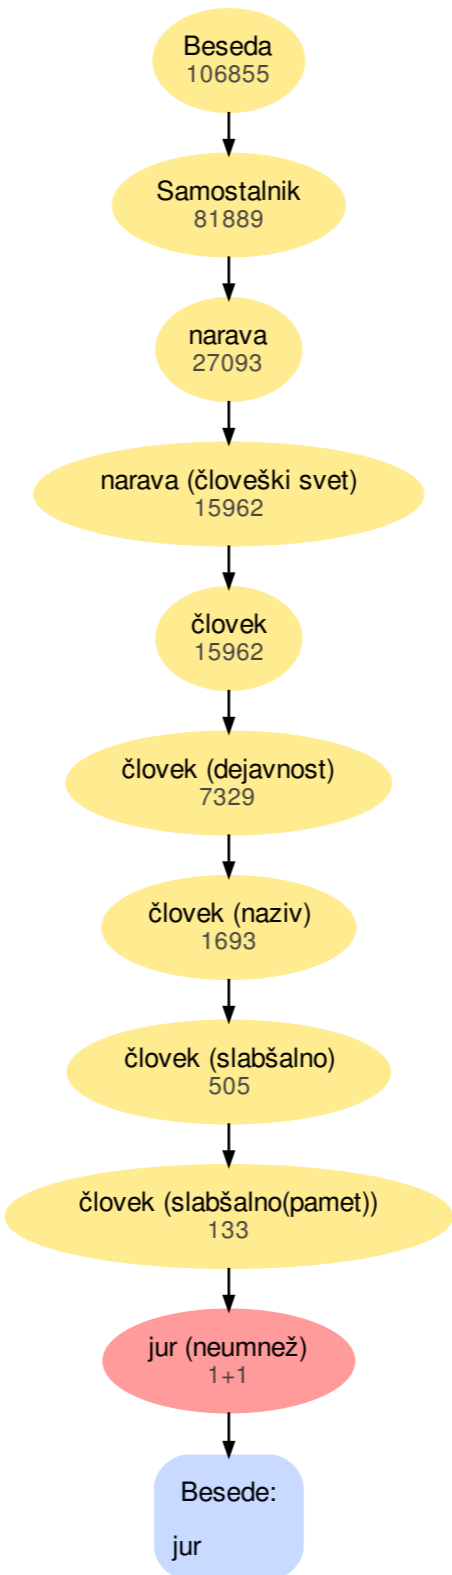 Beseda
106855
Samostalnik
81889
narava
27093
narava (človeški svet)
15962
človek
15962
človek (dejavnost)
7329
človek (naziv)
1693
človek (slabšalno)
505
človek (slabšalno(pamet))
133
jur (neumnež)
1+1
Besede:
jur